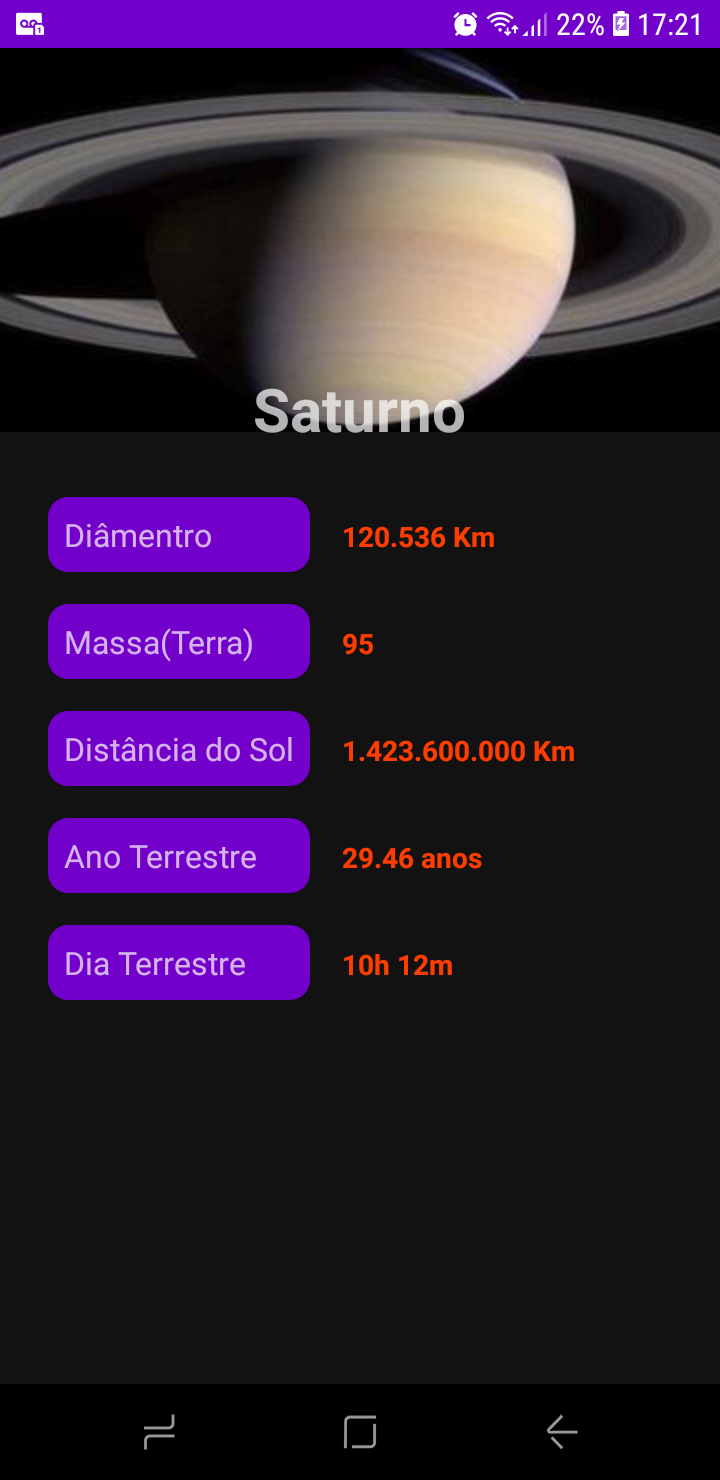 22% 17:21
Saturno
Diâmentro 120.536 Km
Massa(Terra) 95
Distância do Sol 1.423.600.000 Km
Ano Terrestre 29.46 anos
Dia Terrestre 10h 12m